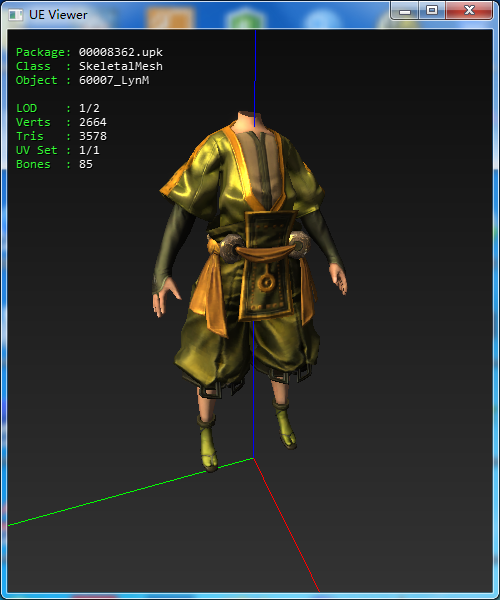 UE Viewer
Package: 00008362.upk
Class : SkeletalMesh
Object : 60007_LynM
LOD : 1/2
Verts : 2664
Tris : 3578
UV Set : 1/1
Bones : 85